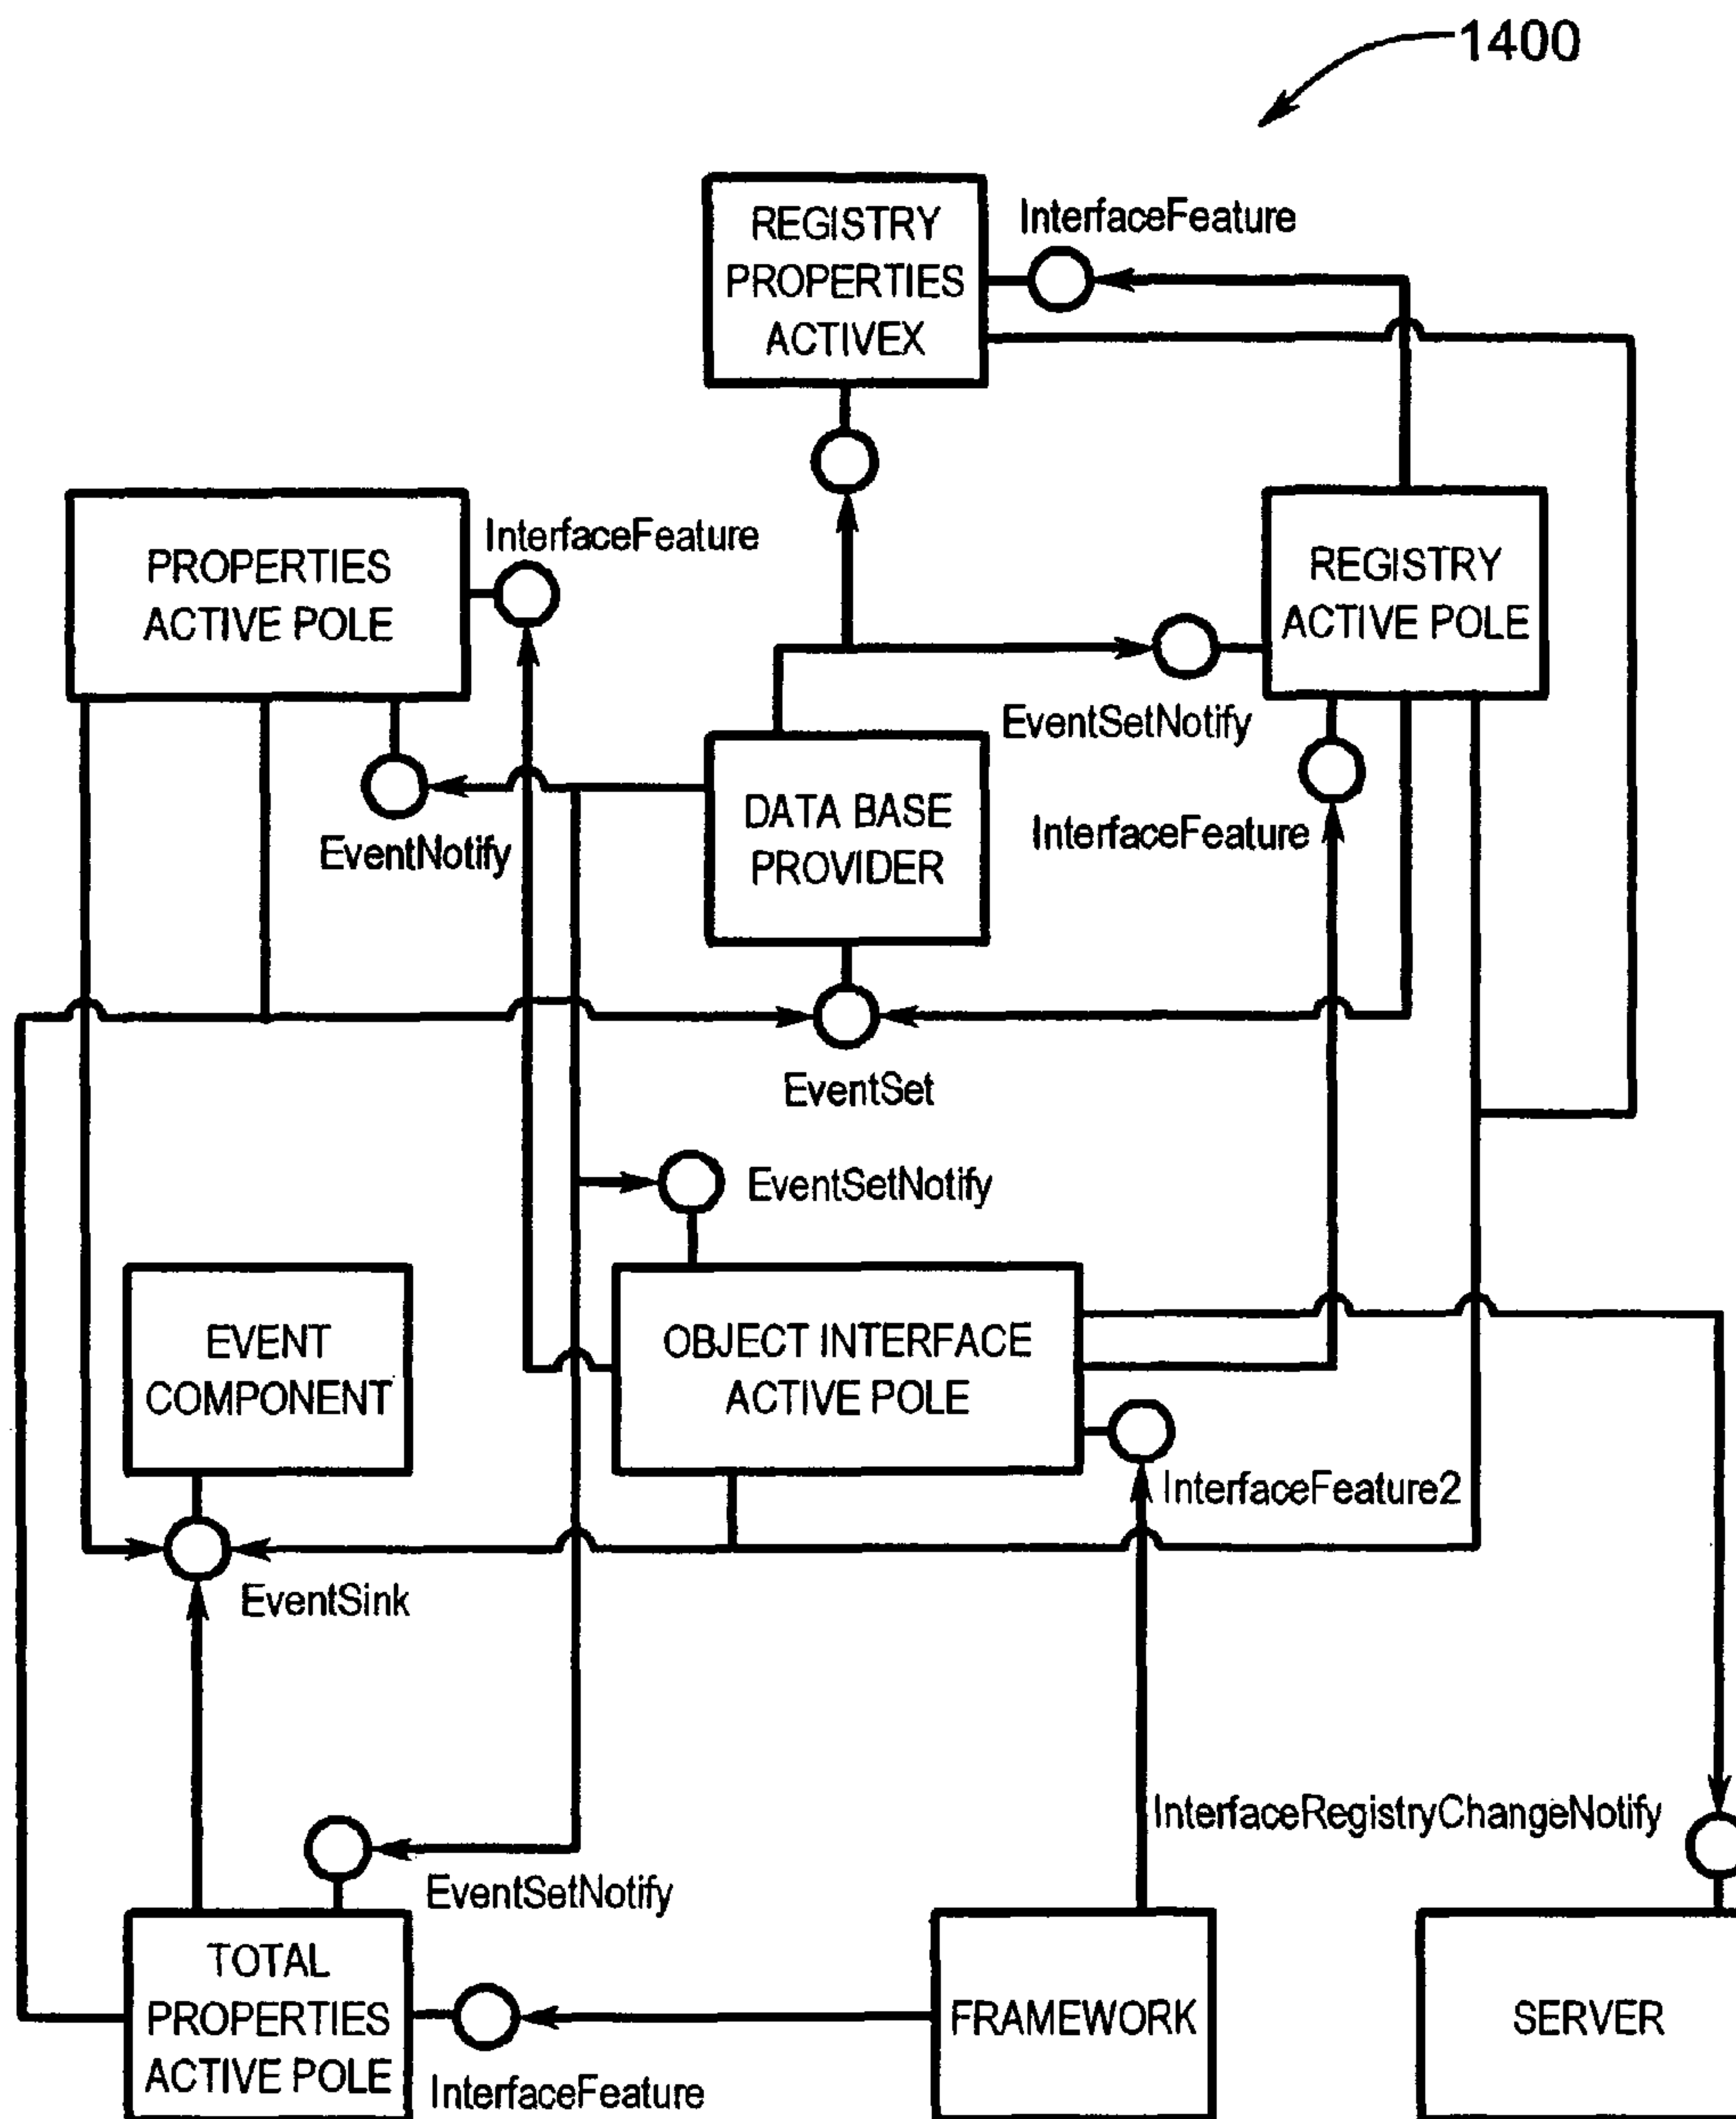 1400
REGISTRY
PROPERTIES
ACTIVEX
InterfaceFeature
PROPERTIES
ACTIVE POLE
InterfaceFeature
REGISTRY
ACTIVE POLE
EventSetNotify
EventNotify
DATA BASE
PROVIDER
InterfaceFeature
EventSet
EventSetNotify
EVENT
COMPONENT
OBJECT INTERFACE
ACTIVE POLE
InterfaceFeature2
EventSink
InterfaceRegistryChangeNotify
EventSetNotify
TOTAL
PROPERTIES
ACTIVE POLE
InterfaceFeature
FRAMEWORK
SERVER